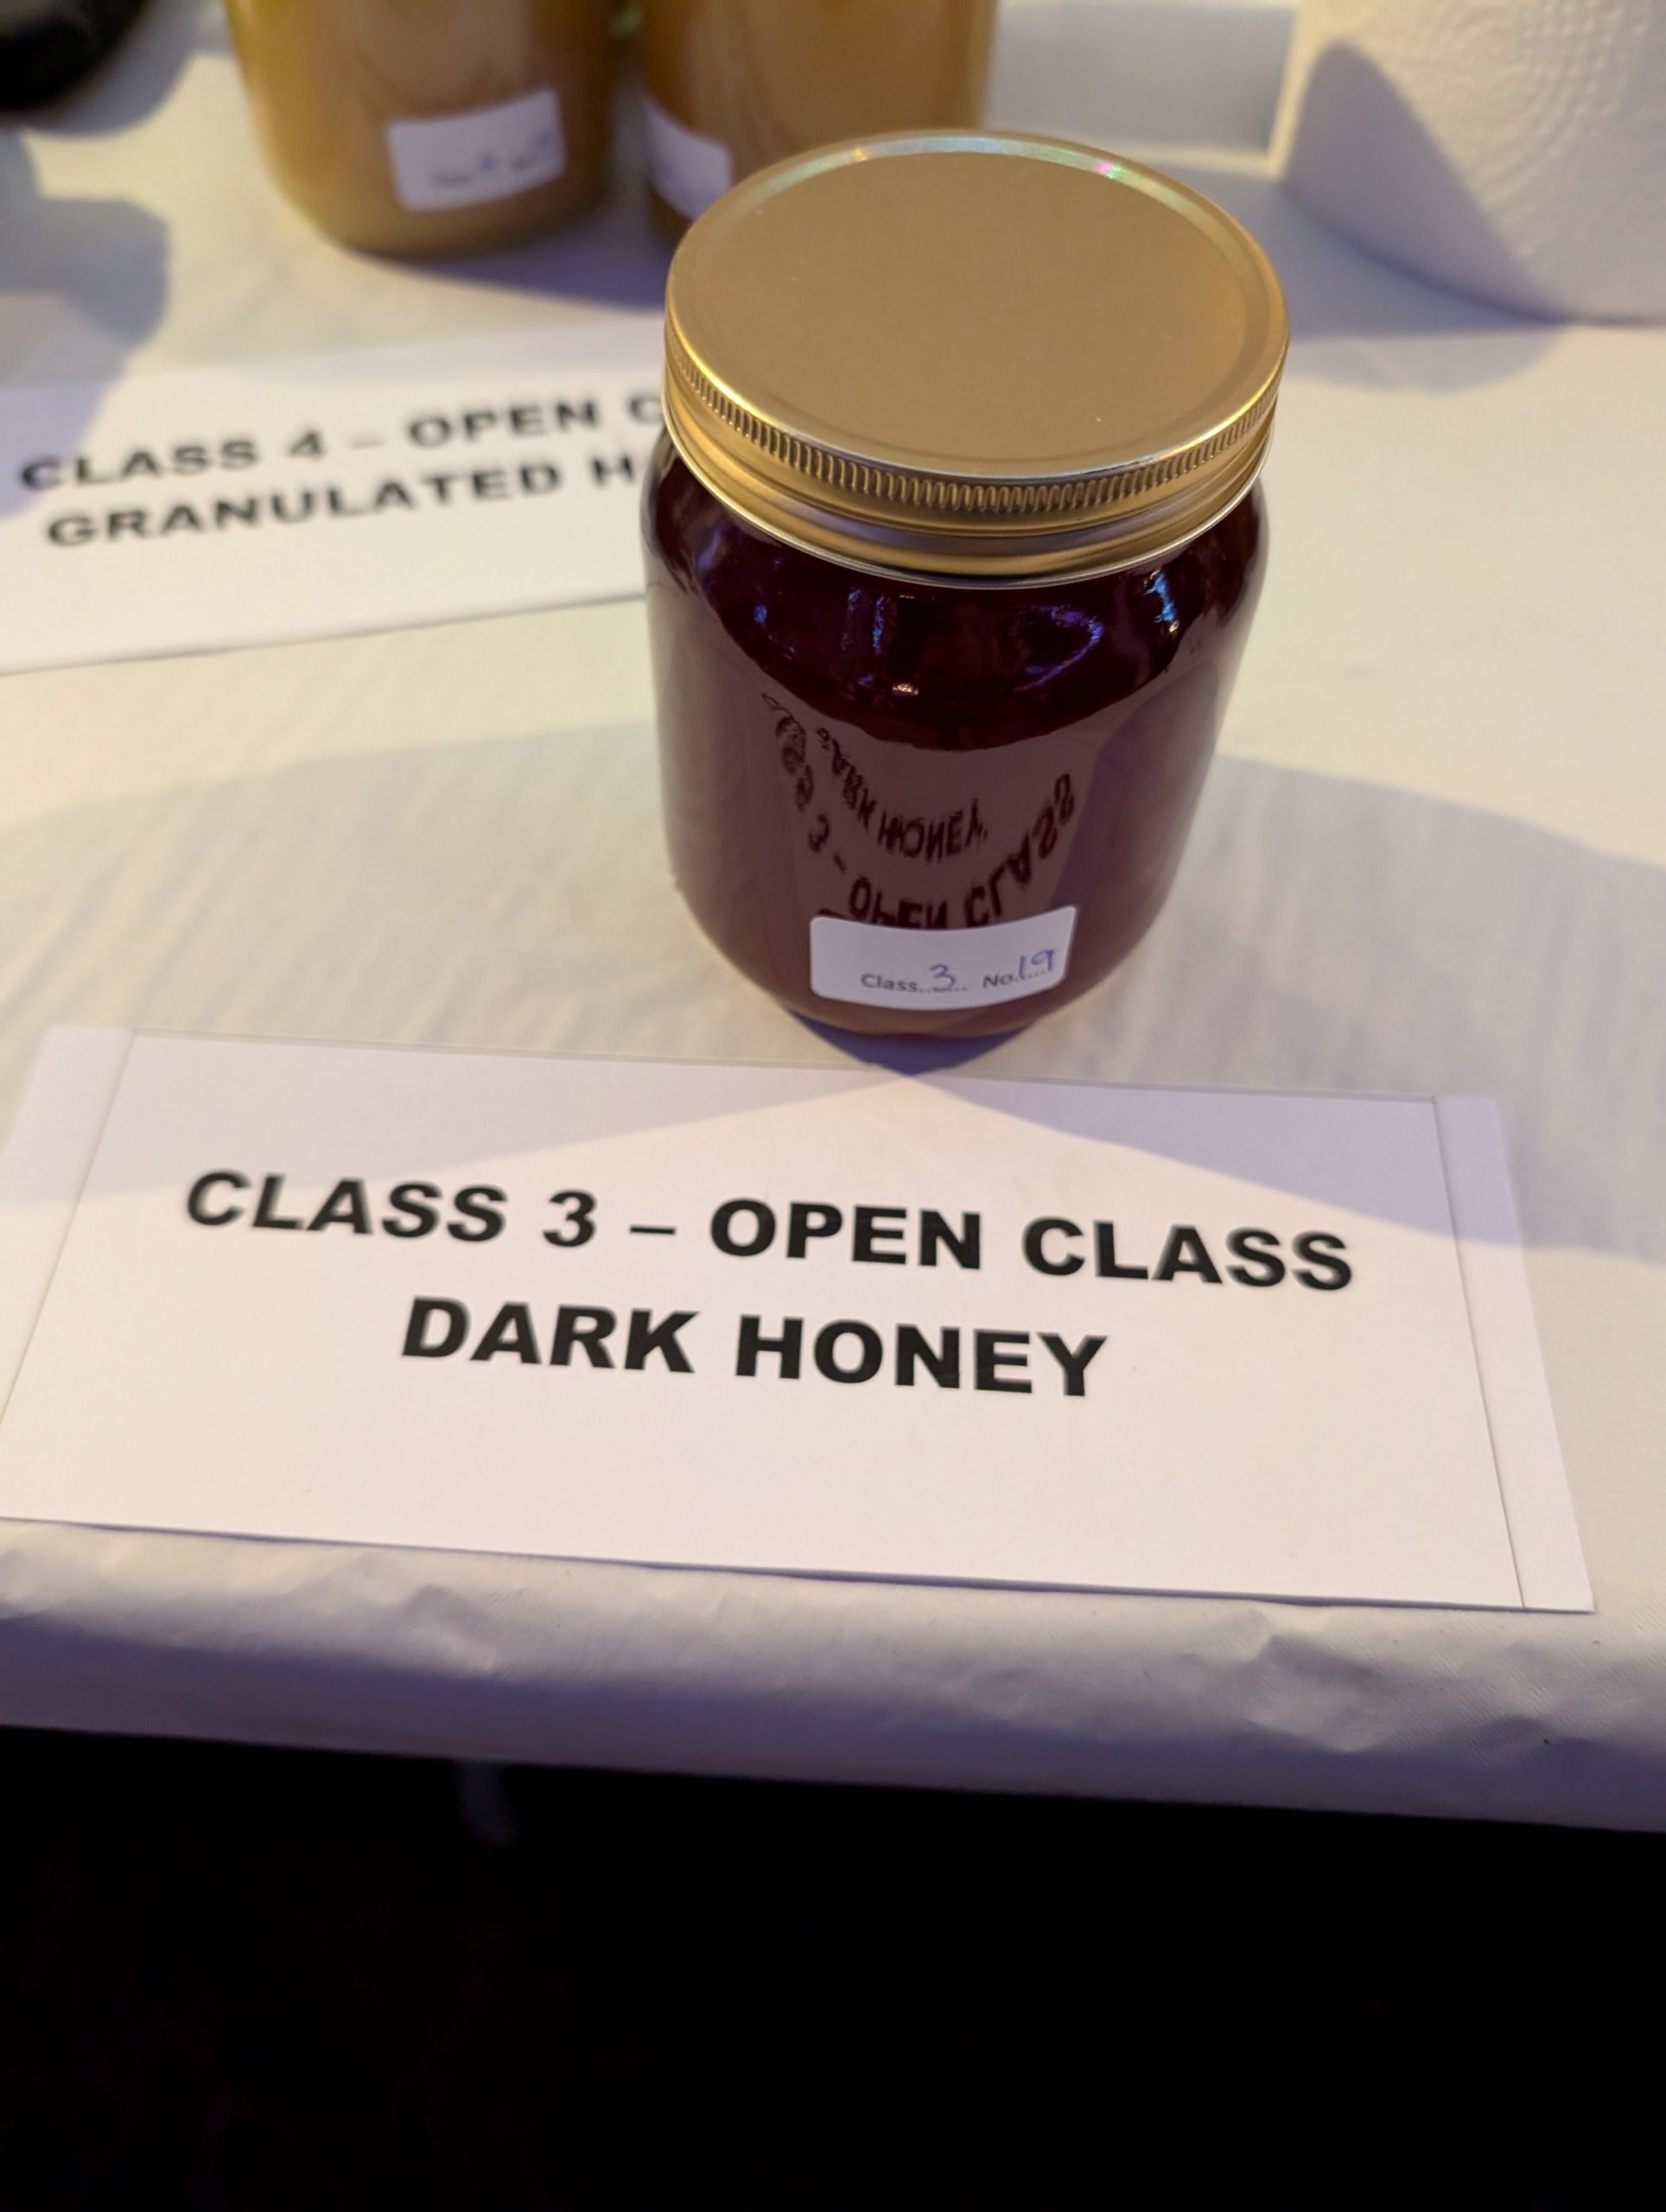 CLASS 4 – OPEN
GRANULATED
Class..3.... No..19....
CLASS 3 – OPEN CLASS
DARK HONEY